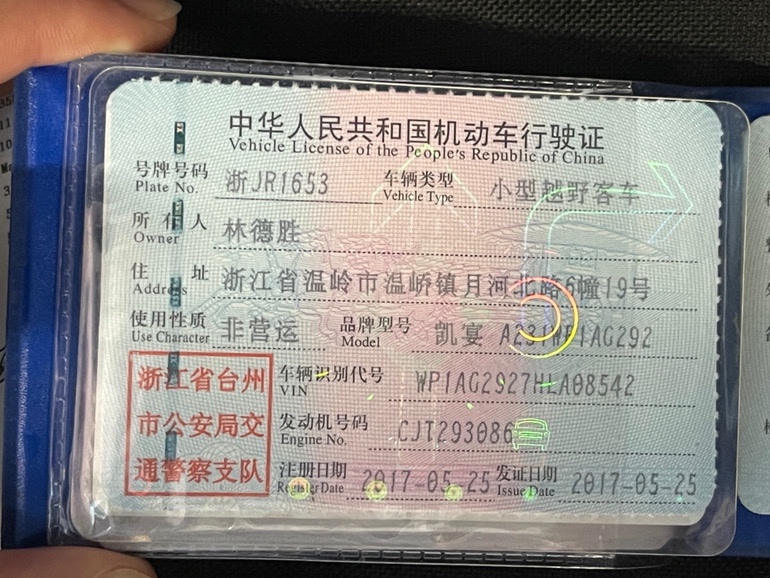 中华人民共和国机动车行驶证
Vehicle License of the People's Republic of China
号牌号码 浙JR1653 车辆类型 小型越野客车
Plate No. Vehicle Type
所有人 林德胜
Owner
住址 浙江省温岭市温峤镇月河北路6幢19号
Address
使用性质 非营运 品牌型号 凯宴
Use Character Model
浙江省台州
市公安局交
通警察支队
车辆识别代号 WP1AG2927HLA08542
VIN
发动机号码 CJT293086
Engine No.
注册日期 2017-05-25 发证日期 2017-05-25
Register Date Issue Date